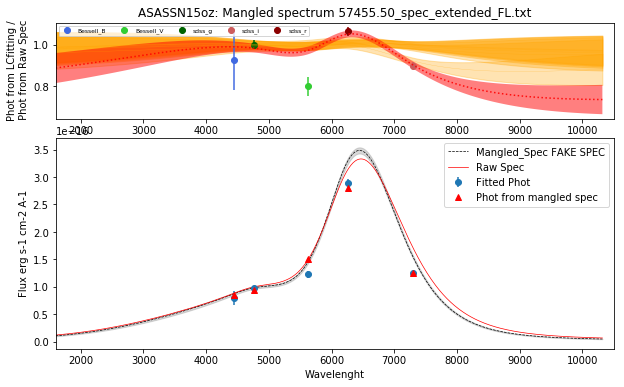 ASASSN15oz: Mangled spectrum 57455.50_spec_extended_FL.txt
Phot from LCfitting /
Phot from Raw Spec
1.0
0.8
Bessell_B
Bessell_V
sdss_g
sdss_i
sdss_r
2000 3000 4000 5000 6000 7000 8000 9000 10000
1e−16
Flux erg s-1 cm-2 A-1
3.5
3.0
2.5
2.0
1.5
1.0
0.5
0.0
Mangled_Spec FAKE SPEC
Raw Spec
Fitted Phot
Phot from mangled spec
2000 3000 4000 5000 6000 7000 8000 9000 10000
Wavelenght